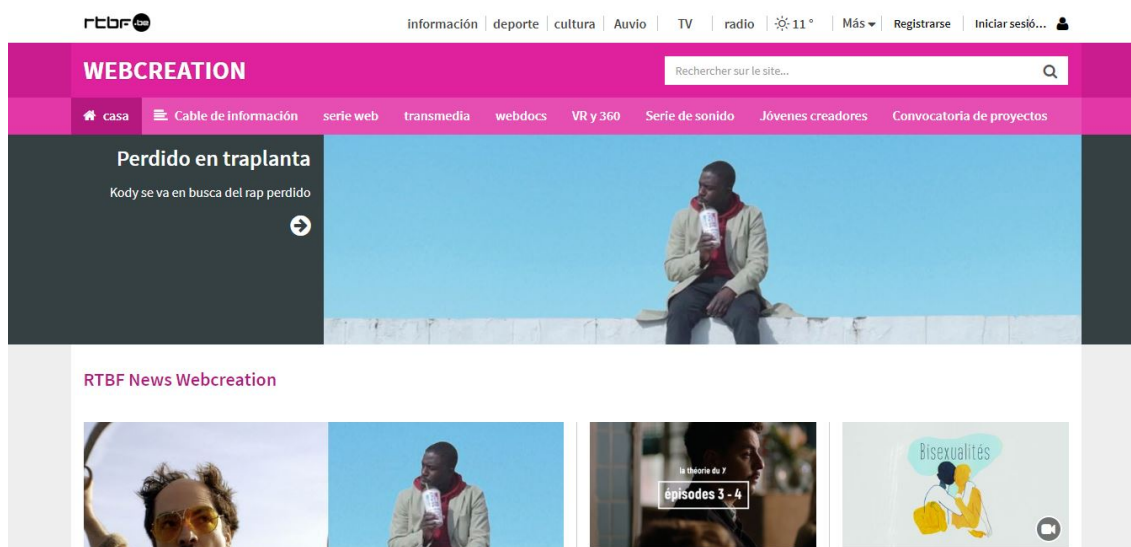 rtbf.be
información deporte cultura Auvio TV radio 11 ° Más Registrarse Iniciar sesió...
WEBCREATION
Rechercher sur le site...
casa Cable de información serie web transmedia webdocs VR y 360 Serie de sonido Jóvenes creadores Convocatoria de proyectos
Perdido en traplanta
Kody se va en busca del rap perdido
RTBF News Webcreation
la théorie du Y
épisodes 3 - 4
Bisexualités